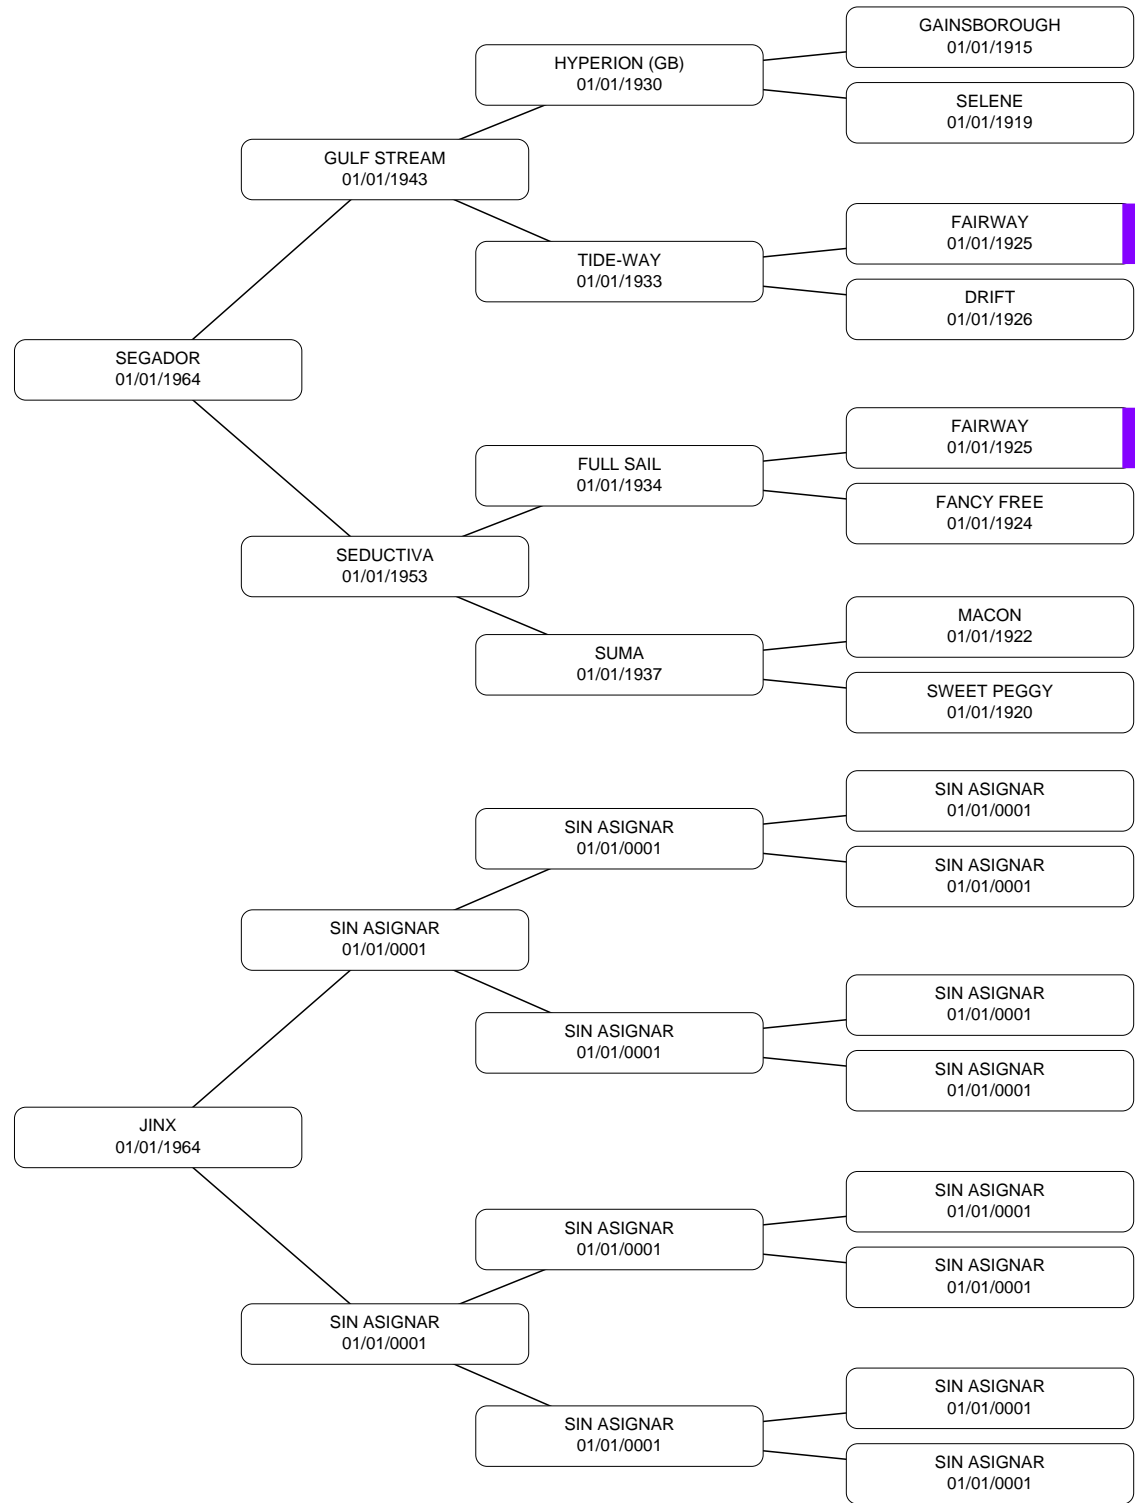 GAINSBOROUGH
01/01/1915
HYPERION (GB)
01/01/1930
SELENE
01/01/1919
GULF STREAM
01/01/1943
FAIRWAY
01/01/1925
TIDE-WAY
01/01/1933
DRIFT
01/01/1926
SEGADOR
01/01/1964
FAIRWAY
01/01/1925
FULL SAIL
01/01/1934
FANCY FREE
01/01/1924
SEDUCTIVA
01/01/1953
MACON
01/01/1922
SUMA
01/01/1937
SWEET PEGGY
01/01/1920
SIN ASIGNAR
01/01/0001
SIN ASIGNAR
01/01/0001
SIN ASIGNAR
01/01/0001
SIN ASIGNAR
01/01/0001
SIN ASIGNAR
01/01/0001
SIN ASIGNAR
01/01/0001
SIN ASIGNAR
01/01/0001
JINX
01/01/1964
SIN ASIGNAR
01/01/0001
SIN ASIGNAR
01/01/0001
SIN ASIGNAR
01/01/0001
SIN ASIGNAR
01/01/0001
SIN ASIGNAR
01/01/0001
SIN ASIGNAR
01/01/0001
SIN ASIGNAR
01/01/0001